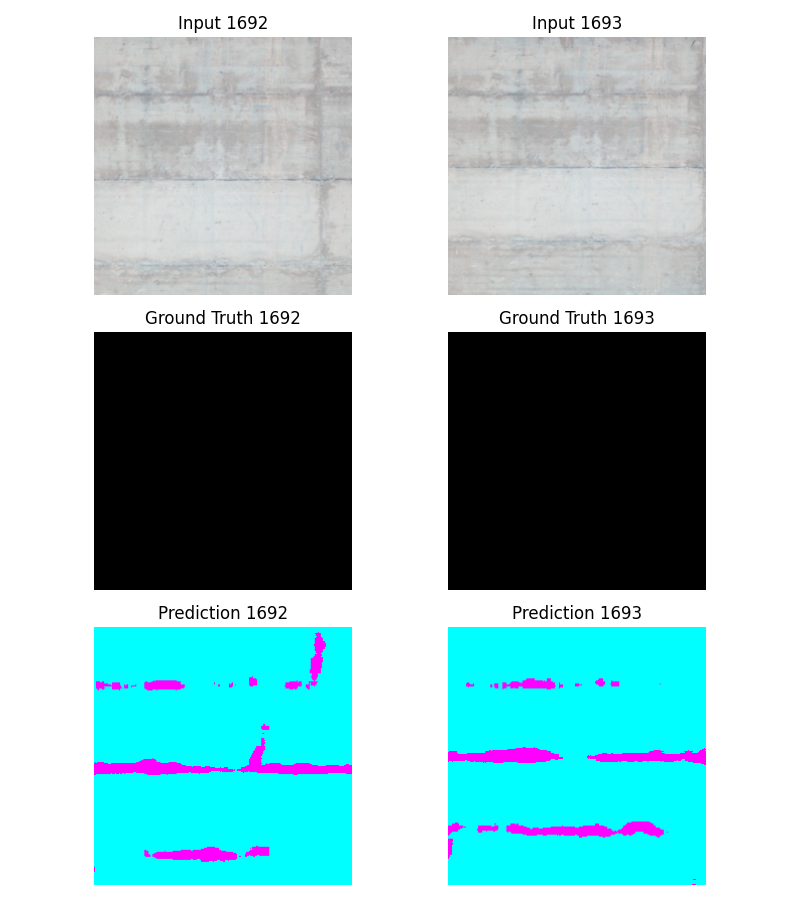 Input 1692
Input 1693
Ground Truth 1692
Ground Truth 1693
Prediction 1692
Prediction 1693